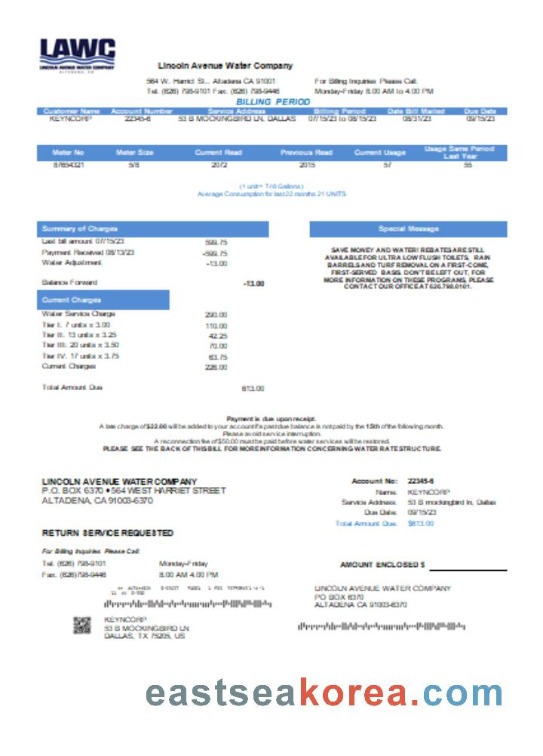 LAWC
LINCOLN AVENUE WATER COMPANY
ALTADENA, CA
Lincoln Avenue Water Company
564 W. Harriet St., Altadena CA 91001
Tel. (626) 798-9101 Fax. (626) 798-9446
For Billing Inquiries Please Call:
Monday-Friday 8:00 AM to 4:00 PM
BILLING PERIOD
Customer Name Account Number Service Address Billing Period Date Bill Mailed Due Date
KEYNCORP 22345-6 53 B MOCKINGBIRD LN, DALLAS 07/15/23 to 08/15/23 08/31/23 09/15/23
Meter No Meter Size Current Read Previous Read Current Usage Usage Same Period Last Year
87654321 5/8 2072 2015 57 55
(1 unit= 748 Gallons)
Average Consumption for last 22 months 21 UNITS
Summary of Charges
Last bill amount 07/15/23 599.75
Payment Received 08/13/23 -599.75
Water Adjustment -13.00
Balance Forward -13.00
Current Charges
Water Service Charge 290.00
Tier I. 7 units x 3.00 110.00
Tier II. 13 units x 3.25 42.25
Tier III. 20 units x 3.50 70.00
Tier IV. 17 units x 3.75 63.75
Current Charges 226.00
Total Amount Due 613.00
Special Message
SAVE MONEY AND WATER! REBATES ARE STILL
AVAILABLE FOR ULTRA LOW FLUSH TOILETS, RAIN
BARRELS AND TURF REMOVAL ON A FIRST-COME,
FIRST-SERVED BASIS. DON'T BE LEFT OUT, FOR
MORE INFORMATION ON THESE PROGRAMS, PLEASE
CONTACT OUR OFFICE AT 626.798.9101.
Payment is due upon receipt.
A late charge of $22.00 will be added to your account if a past due balance is not paid by the 15th of the following month.
Please avoid service interruption.
A reconnection fee of $50.00 must be paid before water services will be restored.
PLEASE SEE THE BACK OF THIS BILL FOR MORE INFORMATION CONCERNING WATER RATE STRUCTURE.
LINCOLN AVENUE WATER COMPANY
P.O. BOX 6370 • 564 WEST HARRIET STREET
ALTADENA, CA 91003-6370
Account No: 22345-6
Name: KEYNCORP
Service Address: 53 B mockingbird ln, Dallas
Due Date: 09/15/23
Total Amount Due: $613.00
RETURN SERVICE REQUESTED
For Billing Inquiries Please Call:
Tel. (626) 798-9101 Monday-Friday
Fax. (626)798-9446 8:00 AM 4:00 PM
AMOUNT ENCLOSED $
KEYNCORP
53 B MOCKINGBIRD LN
DALLAS, TX 75205, US
LINCOLN AVENUE WATER COMPANY
PO BOX 6370
ALTADENA CA 91003-6370
eastseakorea.com